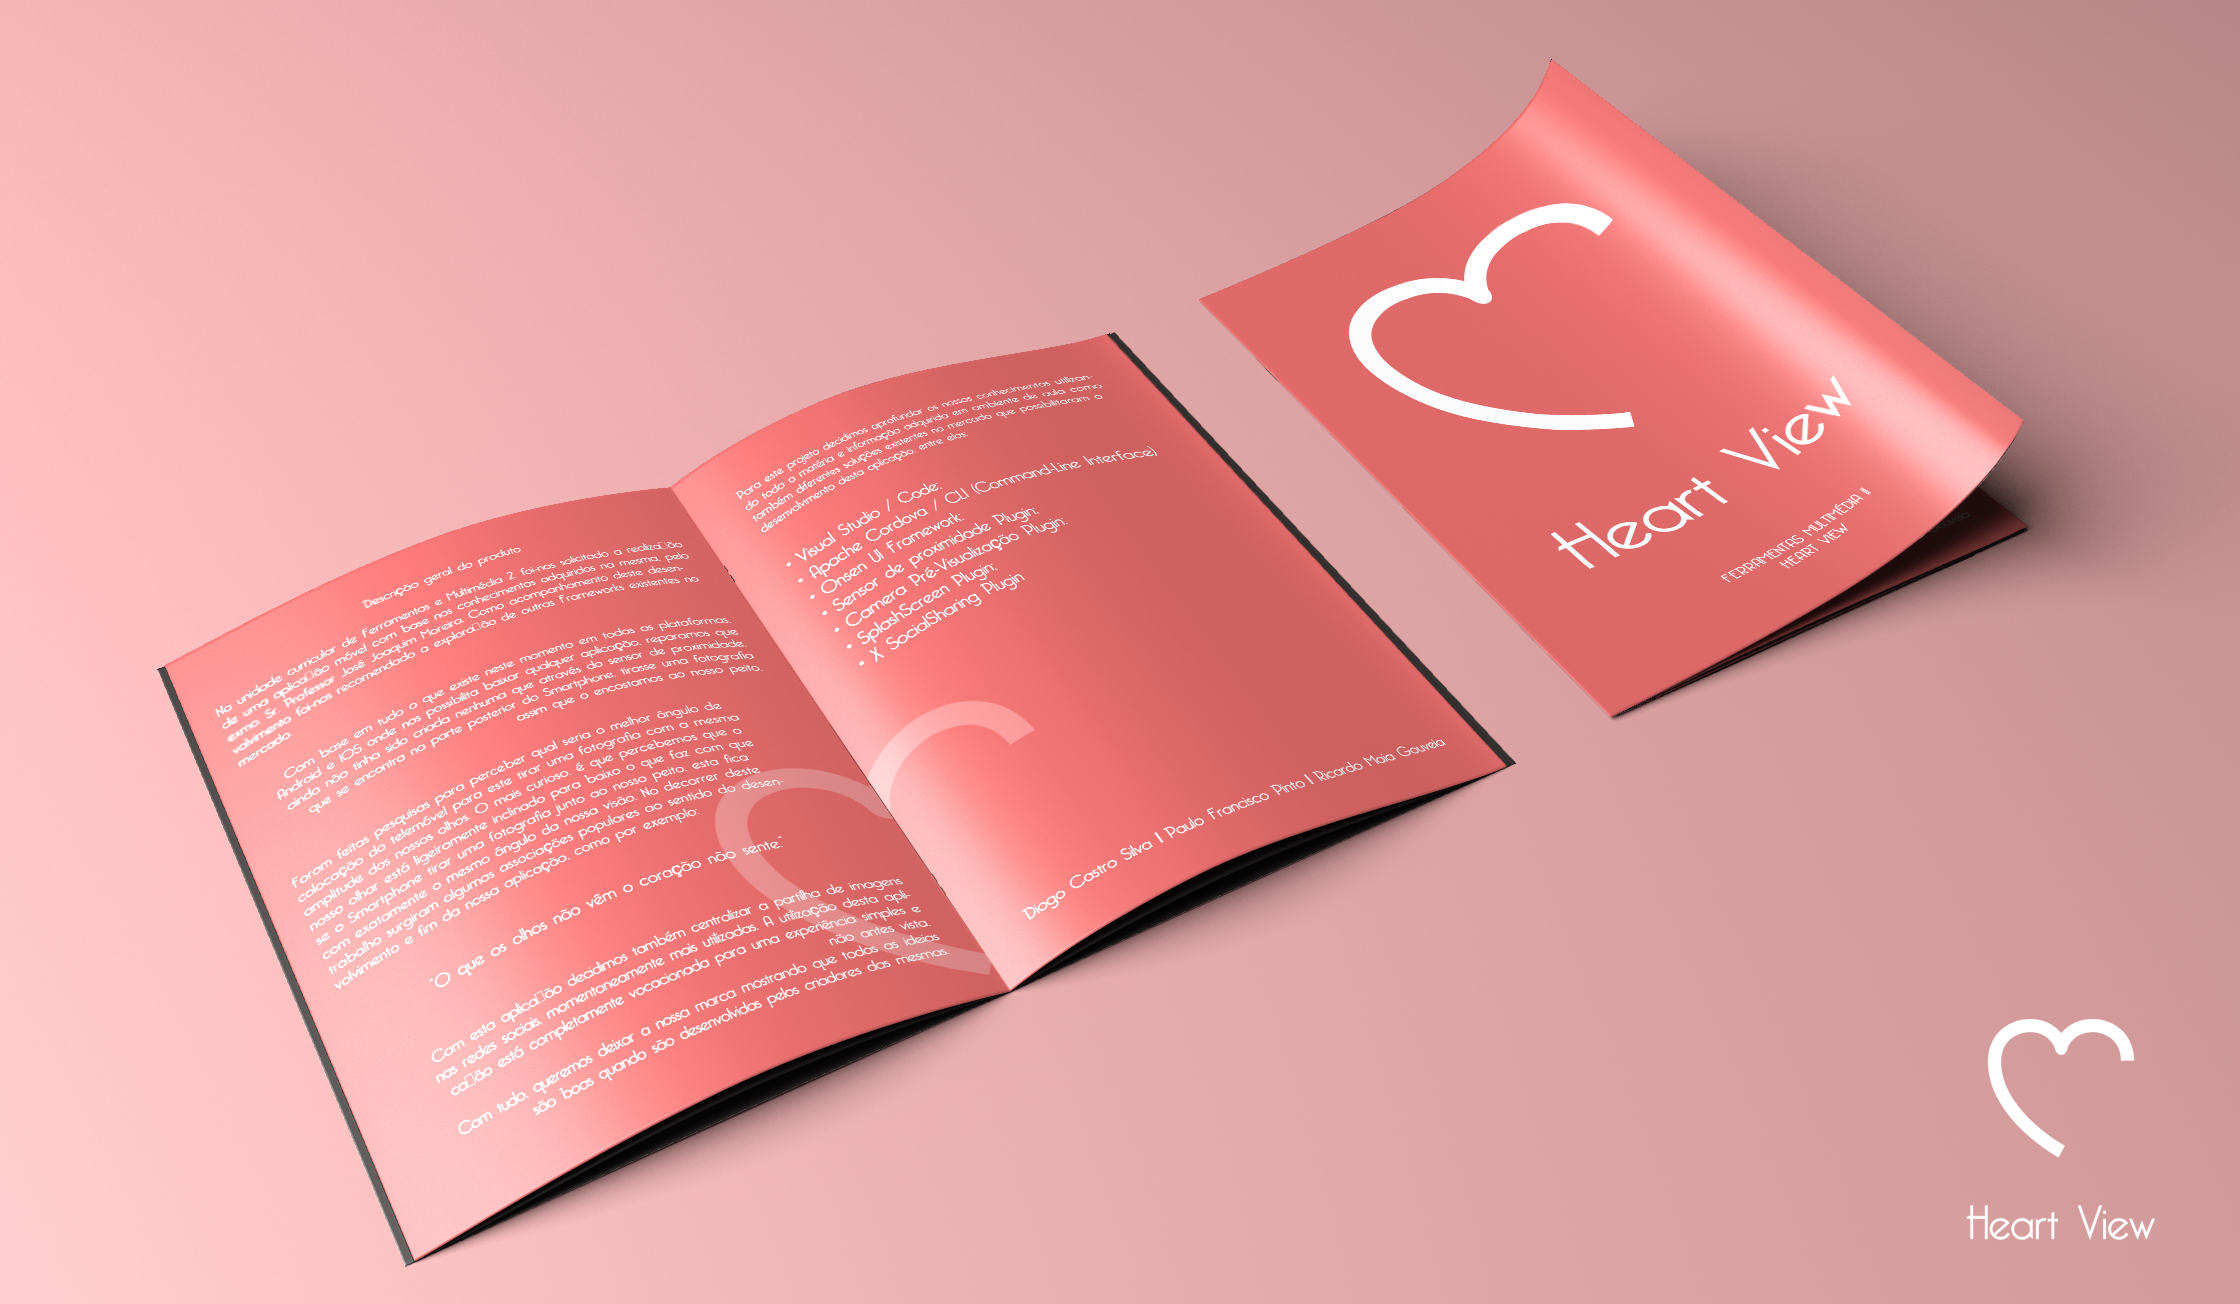 Descrição geral do produto
Na unidade curricular de Ferramentas e Multimédia 2 foi-nos solicitado a realiza□ão
de uma aplica□ão móvel com base nos conhecimentos adquiridos na mesma, pelo
exmo. Sr. Professor José Joaquim Moreira. Como acompanhamento deste desen-
volvimento foi-nos recomendado a explora□ão de outras Frameworks existentes no
mercado.
Com base em tudo o que existe neste momento em todas as plataformas,
Android e IOS onde nos possibilita baixar qualquer aplicação, reparamos que
ainda não tinha sido criada nenhuma que através do sensor de proximidade,
que se encontra na parte posterior do Smartphone, tirasse uma fotografia
assim que o encostamos ao nosso peito.
Foram feitas pesquisas para perceber qual seria o melhor ângulo de
colocação do telemóvel para este tirar uma fotografia com a mesma
amplitude dos nossos olhos. O mais curioso, é que percebemos que o
nosso olhar está ligeiramente inclinado para baixo o que faz com que
se o Smartphone tirar uma fotografia junto ao nosso peito, esta fica
com exatamente o mesmo ângulo da nossa visão. No decorrer deste
trabalho surgiram algumas associações populares ao sentido do desen-
volvimento e fim da nossa aplicação, como por exemplo:
"O que os olhos não vêm o coração não sente."
Com esta aplica□ão decidimos também centralizar a partilha de imagens
nas redes sociais, momentaneamente mais utilizadas. A utilização desta apli-
ca□ão está completamente vocacionada para uma experiência simples e
não antes vista.
Com tudo, queremos deixar a nossa marca mostrando que todas as ideias
são boas quando são desenvolvidas pelos criadores das mesmas.
Para este projeto decidimos aprofundar os nossos conhecimentos utilizan-
do toda a matéria e informação adquirida em ambiente de aula como
também diferentes soluções existentes no mercado que possibilitaram o
desenvolvimento desta aplicação, entre elas:
• Visual Studio / Code;
• Apache Cordova / CLI (Command-Line Interface)
• Onsen UI Framework;
• Sensor de proximidade Plugin;
• Camera Pré-Visualização Plugin;
• SplashScreen Plugin;
• X SocialSharing Plugin
Diogo Castro Silva | Paulo Francisco Pinto | Ricardo Maia Gouveia
Heart View
FERRAMENTAS MULTIMÉDIA II
HEART VIEW
Heart View